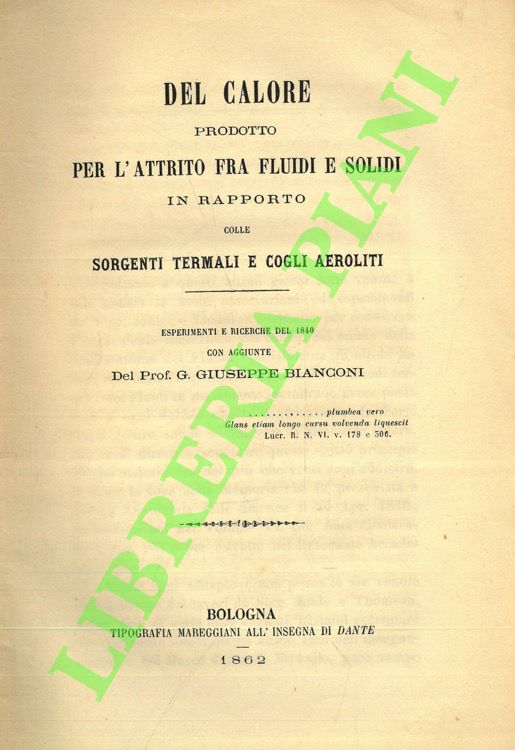 DEL CALORE
PRODOTTO
PER L'ATTRITO FRA FLUIDI E SOLIDI
IN RAPPORTO
COLLE
SORGENTI TERMALI E COGLI AEROLITI
ESPERIMENTI E RICERCHE DEL 1840
CON AGGIUNTE
Del Prof. G. GIUSEPPE BIANCONI
............. plumbea vero
Glans etiam longo cursu volvenda liquescit
Lucr. R. N. VI. v. 178 e 306.
BOLOGNA
TIPOGRAFIA MAREGGIANI ALL' INSEGNA DI DANTE
1862
LIBRERIA PIANI